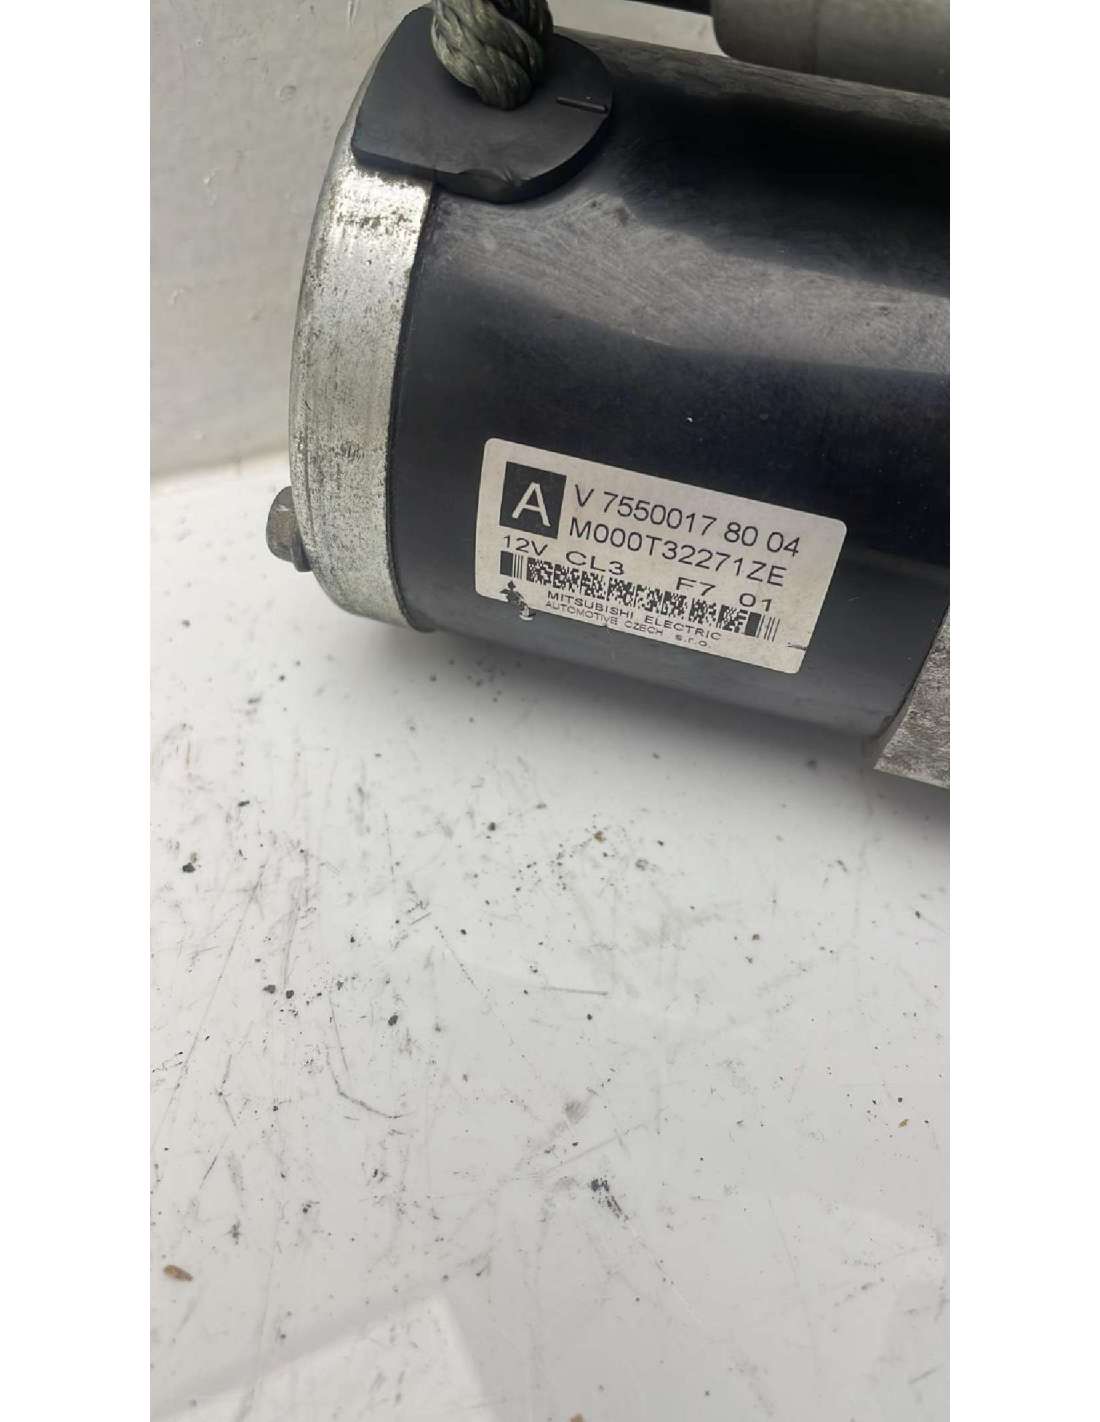 A V 7550017 80 04
M000T32271ZE
12V CL3 F7 01
MITSUBISHI ELECTRIC
AUTOMOTIVE CZECH s.r.o.